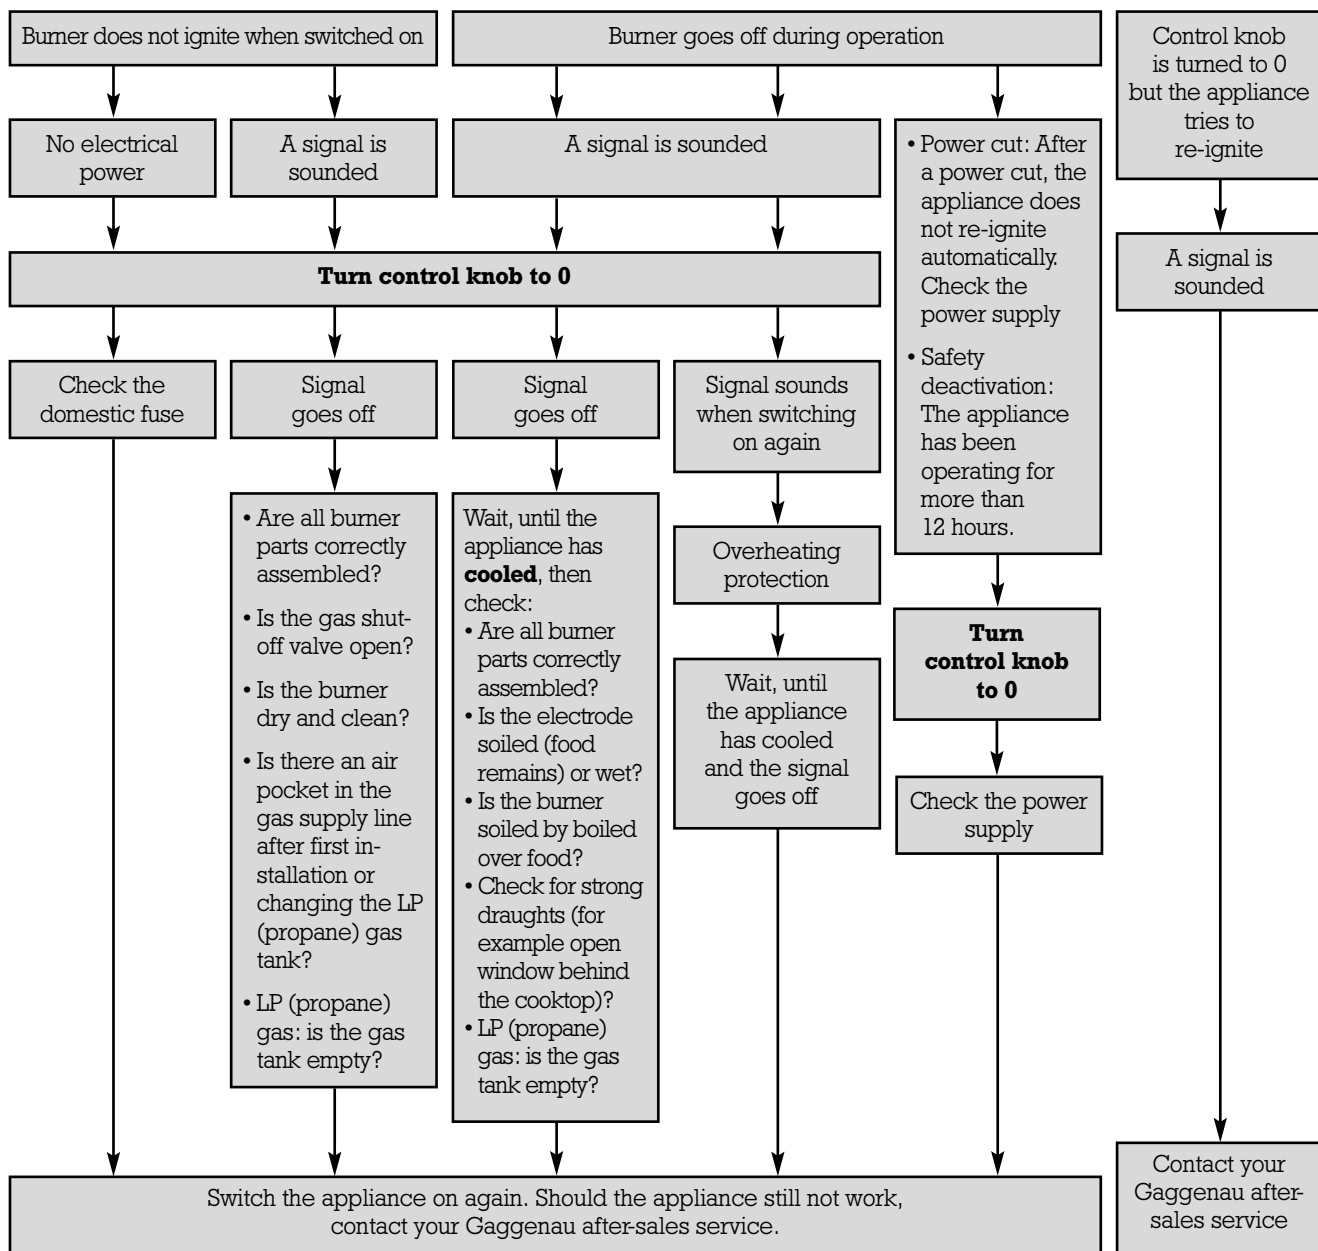 Burner does not ignite when switched on
Burner goes off during operation
Control knob
is turned to 0
but the appliance
tries to
re-ignite
No electrical
power
A signal is
sounded
A signal is sounded
• Power cut: After
a power cut, the
appliance does
not re-ignite
automatically.
Check the
power supply
• Safety
deactivation:
The appliance
has been
operating for
more than
12 hours.
A signal is
sounded
Turn control knob to 0
Check the
domestic fuse
Signal
goes off
Signal
goes off
Signal sounds
when switching
on again
• Are all burner
parts correctly
assembled?
• Is the gas shut-
off valve open?
• Is the burner
dry and clean?
• Is there an air
pocket in the
gas supply line
after first in-
stallation or
changing the LP
(propane) gas
tank?
• LP (propane)
gas: is the gas
tank empty?
Wait, until the
appliance has
cooled, then
check:
• Are all burner
parts correctly
assembled?
• Is the electrode
soiled (food
remains) or wet?
• Is the burner
soiled by boiled
over food?
• Check for strong
draughts (for
example open
window behind
the cooktop)?
• LP (propane)
gas: is the gas
tank empty?
Overheating
protection
Wait, until
the appliance
has cooled
and the signal
goes off
Turn
control knob
to 0
Check the power
supply
Switch the appliance on again. Should the appliance still not work,
contact your Gaggenau after-sales service.
Contact your
Gaggenau after-
sales service